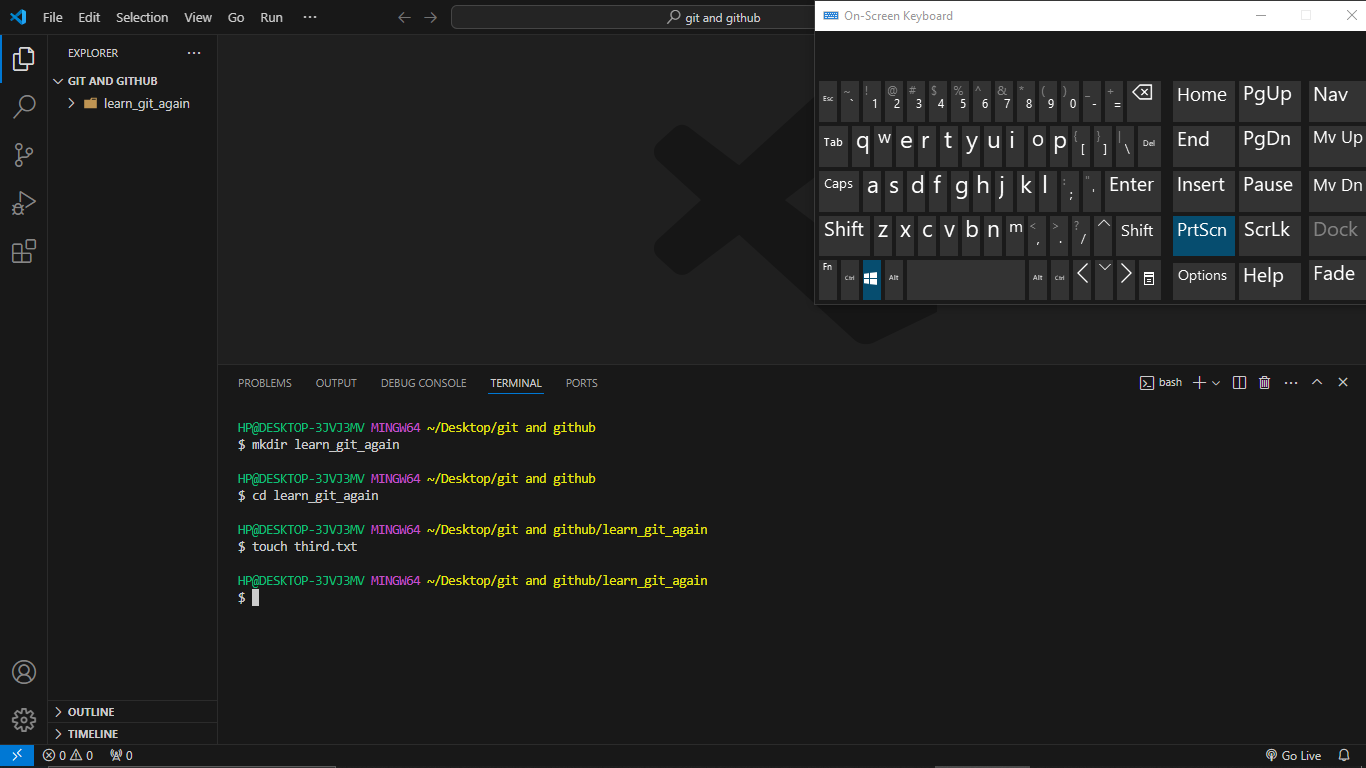 File Edit Selection View Go Run ···
git and github
On-Screen Keyboard
EXPLORER
GIT AND GITHUB
learn_git_again
Esc ~ ` ! 1 @ 2 # 3 $ 4 % 5 ^ 6 & 7 * 8 ( 9 ) 0 _ - + = Home PgUp Nav
Tab q w e r t y u i o p { [ } ] | \ Del End PgDn Mv Up
Caps a s d f g h j k l : ; " ' Enter Insert Pause Mv Dn
Shift z x c v b n m < , > . ? / Shift PrtScn ScrLk Dock
Fn Ctrl Alt Alt Ctrl Options Help Fade
PROBLEMS OUTPUT DEBUG CONSOLE TERMINAL PORTS
bash
HP@DESKTOP-3JVJ3MV MINGW64 ~/Desktop/git and github
$ mkdir learn_git_again
HP@DESKTOP-3JVJ3MV MINGW64 ~/Desktop/git and github
$ cd learn_git_again
HP@DESKTOP-3JVJ3MV MINGW64 ~/Desktop/git and github/learn_git_again
$ touch third.txt
HP@DESKTOP-3JVJ3MV MINGW64 ~/Desktop/git and github/learn_git_again
$
OUTLINE
TIMELINE
0 0 0 Go Live